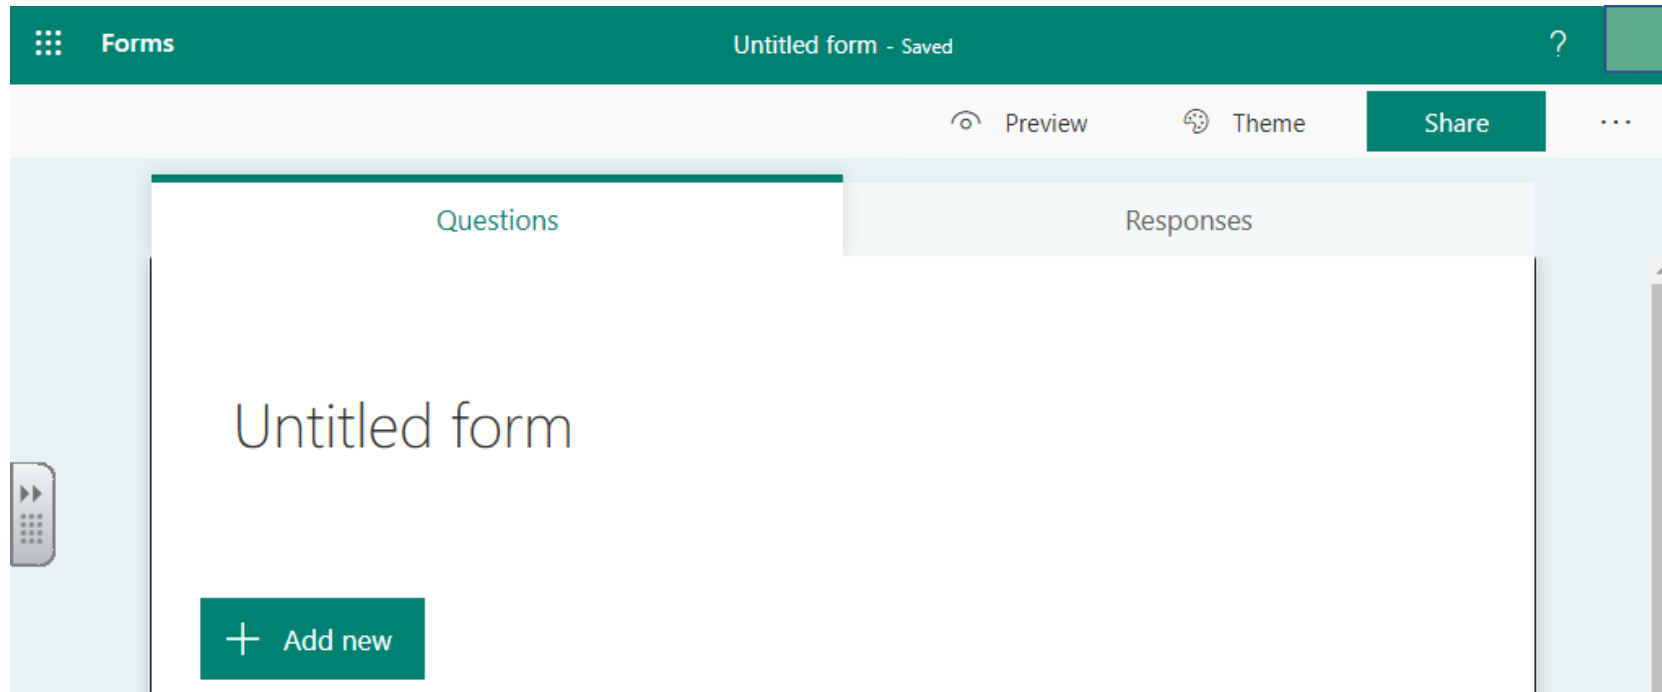 Forms
Untitled form - Saved
?
Preview
Theme
Share
...
Questions
Responses
Untitled form
+ Add new